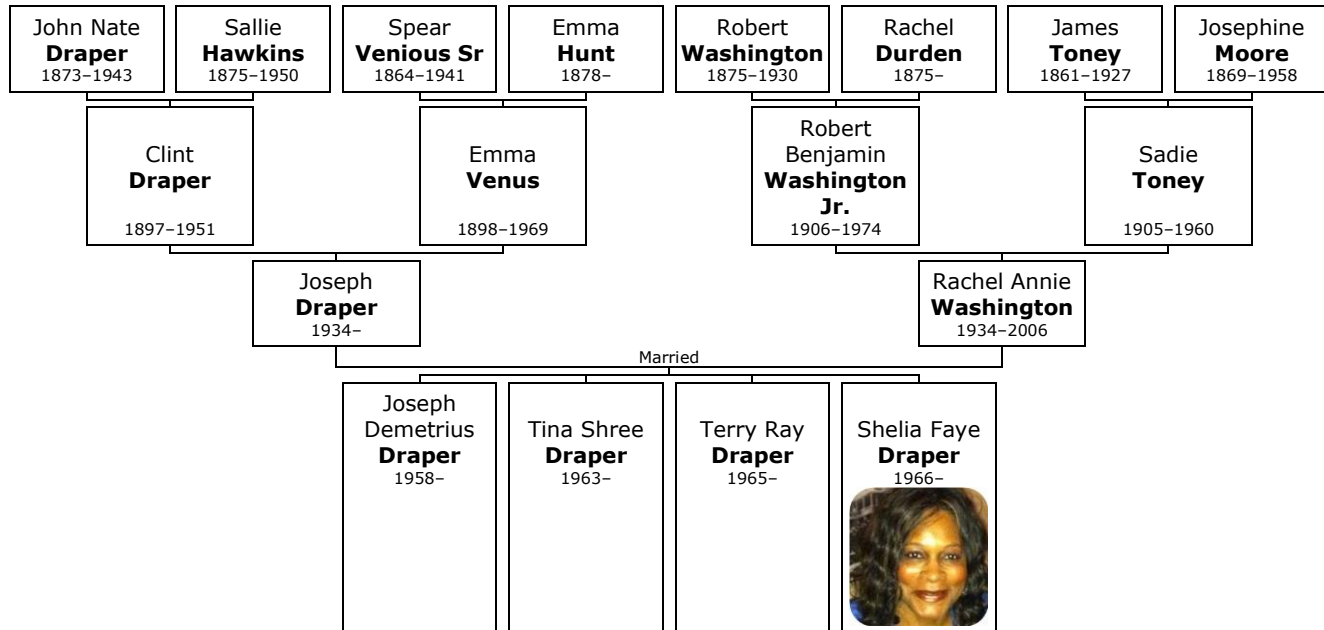 John Nate
Draper
1873–1943
Sallie
Hawkins
1875–1950
Spear
Venious Sr
1864–1941
Emma
Hunt
1878–
Robert
Washington
1875–1930
Rachel
Durden
1875–
James
Toney
1861–1927
Josephine
Moore
1869–1958
Clint
Draper
1897–1951
Emma
Venus
1898–1969
Robert
Benjamin
Washington
Jr.
1906–1974
Sadie
Toney
1905–1960
Joseph
Draper
1934–
Rachel Annie
Washington
1934–2006
Married
Joseph
Demetrius
Draper
1958–
Tina Shree
Draper
1963–
Terry Ray
Draper
1965–
Shelia Faye
Draper
1966–